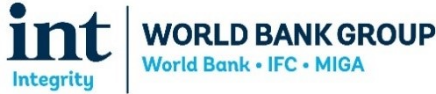 int
Integrity
WORLD BANK GROUP
World Bank • IFC • MIGA